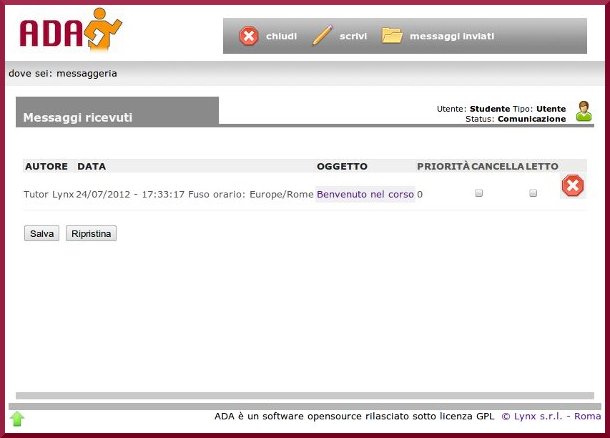 ADA
chiudi scrivi messaggi inviati
dove sei: messaggeria
Messaggi ricevuti
Utente: Studente Tipo: Utente
Status: Comunicazione
AUTORE DATA OGGETTO PRIORITÀ CANCELLA LETTO
Tutor Lynx 24/07/2012 - 17:33:17 Fuso orario: Europe/Rome Benvenuto nel corso 0
Salva Ripristina
ADA è un software opensource rilasciato sotto licenza GPL © Lynx s.r.l. - Roma